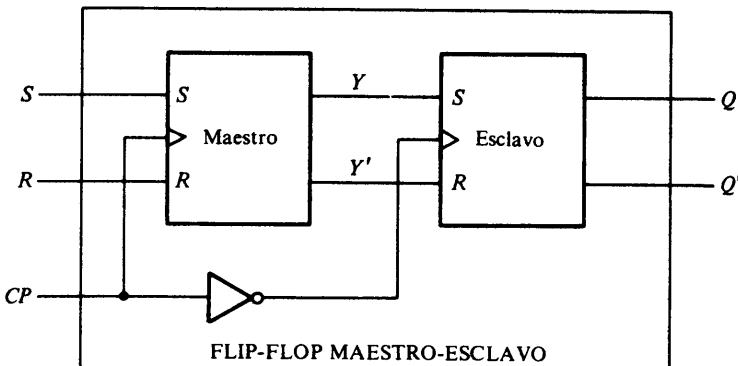 Y
S
S
S
Q
Maestro
Esclavo
Y'
R
R
R
Q'
CP
FLIP-FLOP MAESTRO-ESCLAVO